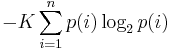 -K\sum_{i=1}^{n} p(i) \log_2 p(i)